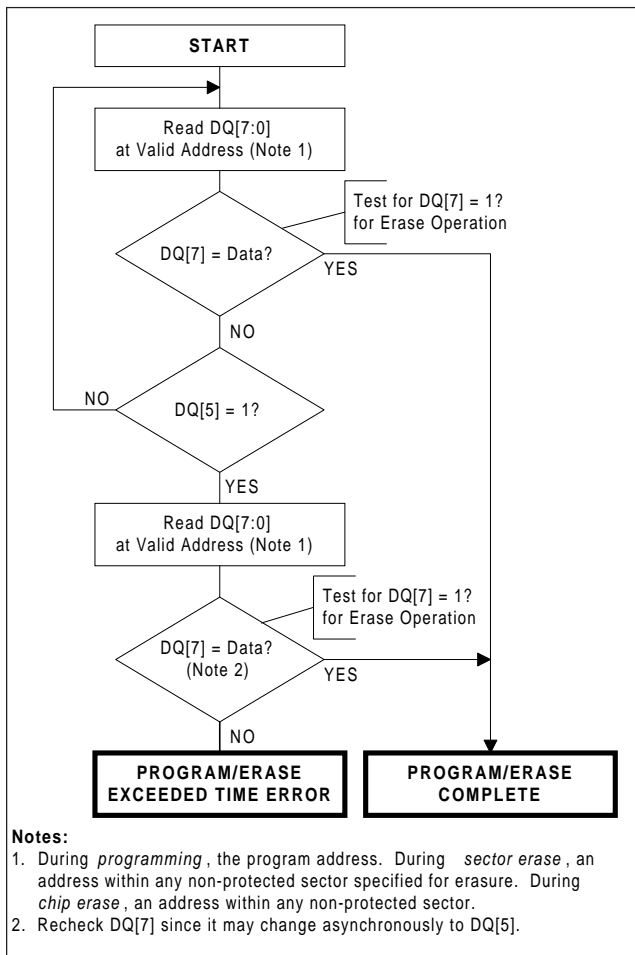 START
Read DQ[7:0]
at Valid Address (Note 1)
Test for DQ[7] = 1?
for Erase Operation
DQ[7] = Data?
YES
NO
NO
DQ[5] = 1?
YES
Read DQ[7:0]
at Valid Address (Note 1)
Test for DQ[7] = 1?
for Erase Operation
DQ[7] = Data?
(Note 2)
YES
NO
PROGRAM/ERASE
EXCEEDED TIME ERROR
PROGRAM/ERASE
COMPLETE
Notes:
1. During programming , the program address. During sector erase , an
address within any non-protected sector specified for erasure. During
chip erase , an address within any non-protected sector.
2. Recheck DQ[7] since it may change asynchronously to DQ[5].